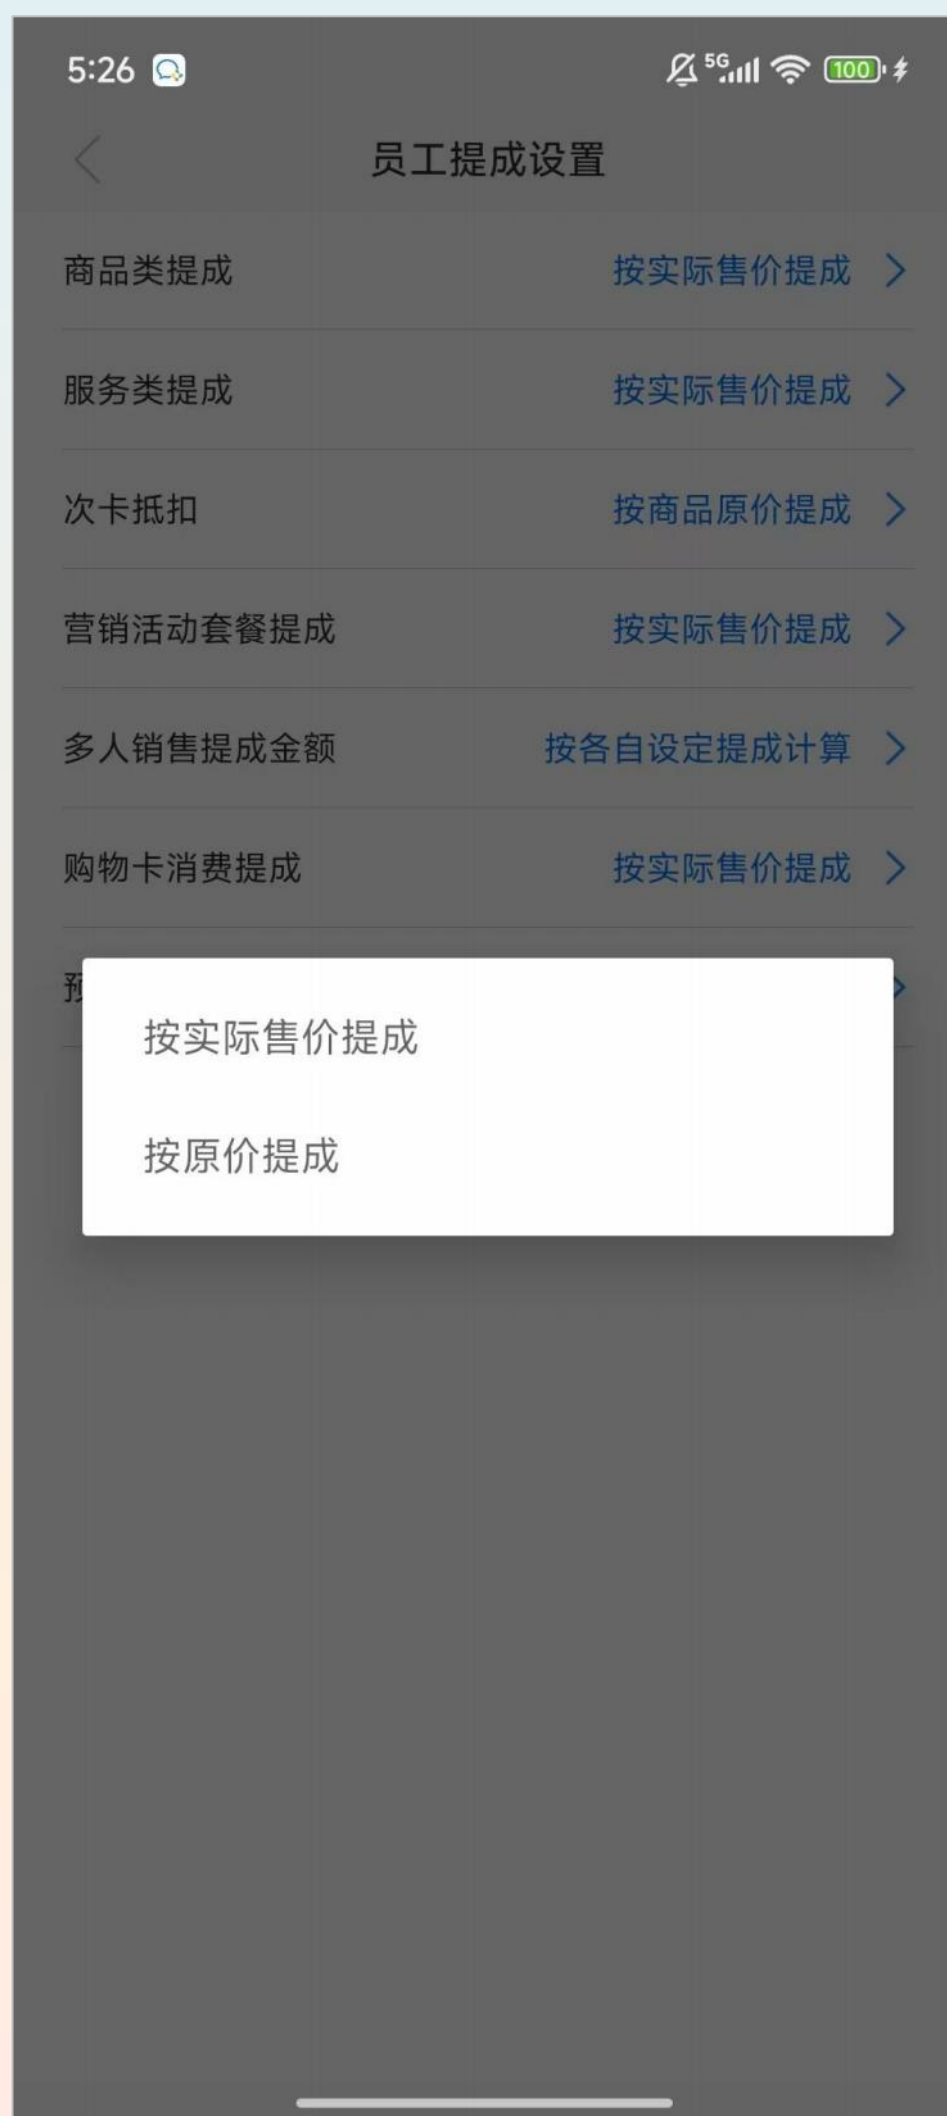 5:26
5G
100
员工提成设置
商品类提成 按实际售价提成
服务类提成 按实际售价提成
次卡抵扣 按商品原价提成
营销活动套餐提成 按实际售价提成
多人销售提成金额 按各自设定提成计算
购物卡消费提成 按实际售价提成
按实际售价提成
按原价提成